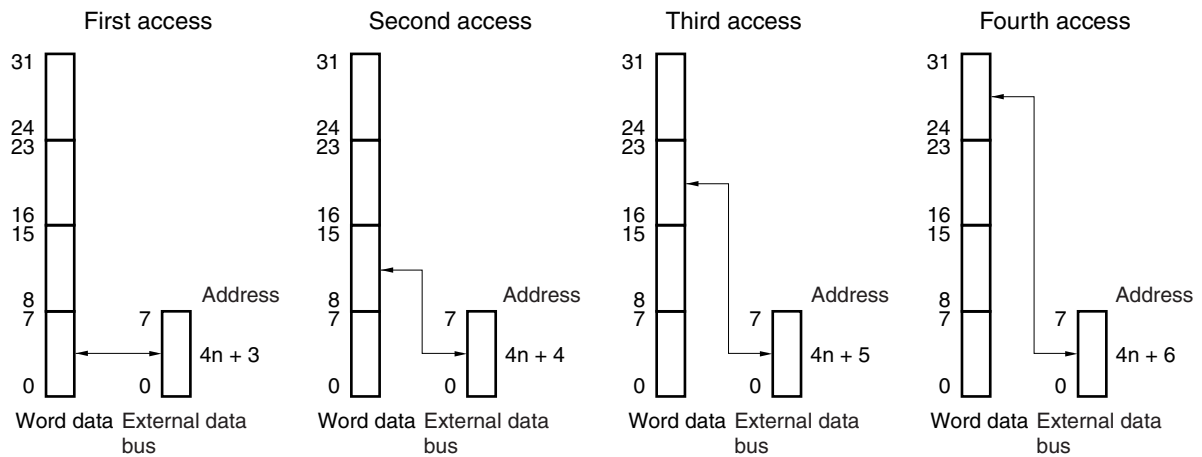 First access
31
24
23
16
15
8
7
0
Address
7
4n + 3
0
Word data
External data
bus
Second access
31
24
23
16
15
8
7
0
Address
7
4n + 4
0
Word data
External data
bus
Third access
31
24
23
16
15
8
7
0
Address
7
4n + 5
0
Word data
External data
bus
Fourth access
31
24
23
16
15
8
7
0
Address
7
4n + 6
0
Word data
External data
bus